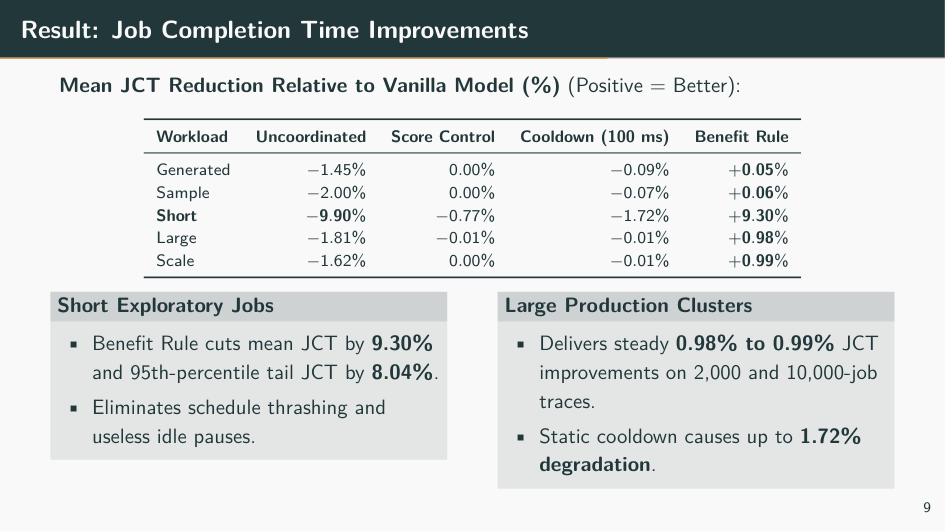 Result: Job Completion Time Improvements
Mean JCT Reduction Relative to Vanilla Model (%) (Positive = Better):
Workload Uncoordinated Score Control Cooldown (100 ms) Benefit Rule
Generated −1.45% 0.00% −0.09% +0.05%
Sample −2.00% 0.00% −0.07% +0.06%
Short −9.90% −0.77% −1.72% +9.30%
Large −1.81% −0.01% −0.01% +0.98%
Scale −1.62% 0.00% −0.01% +0.99%
Short Exploratory Jobs
▪ Benefit Rule cuts mean JCT by 9.30%
and 95th-percentile tail JCT by 8.04%.
▪ Eliminates schedule thrashing and
useless idle pauses.
Large Production Clusters
▪ Delivers steady 0.98% to 0.99% JCT
improvements on 2,000 and 10,000-job
traces.
▪ Static cooldown causes up to 1.72%
degradation.
9